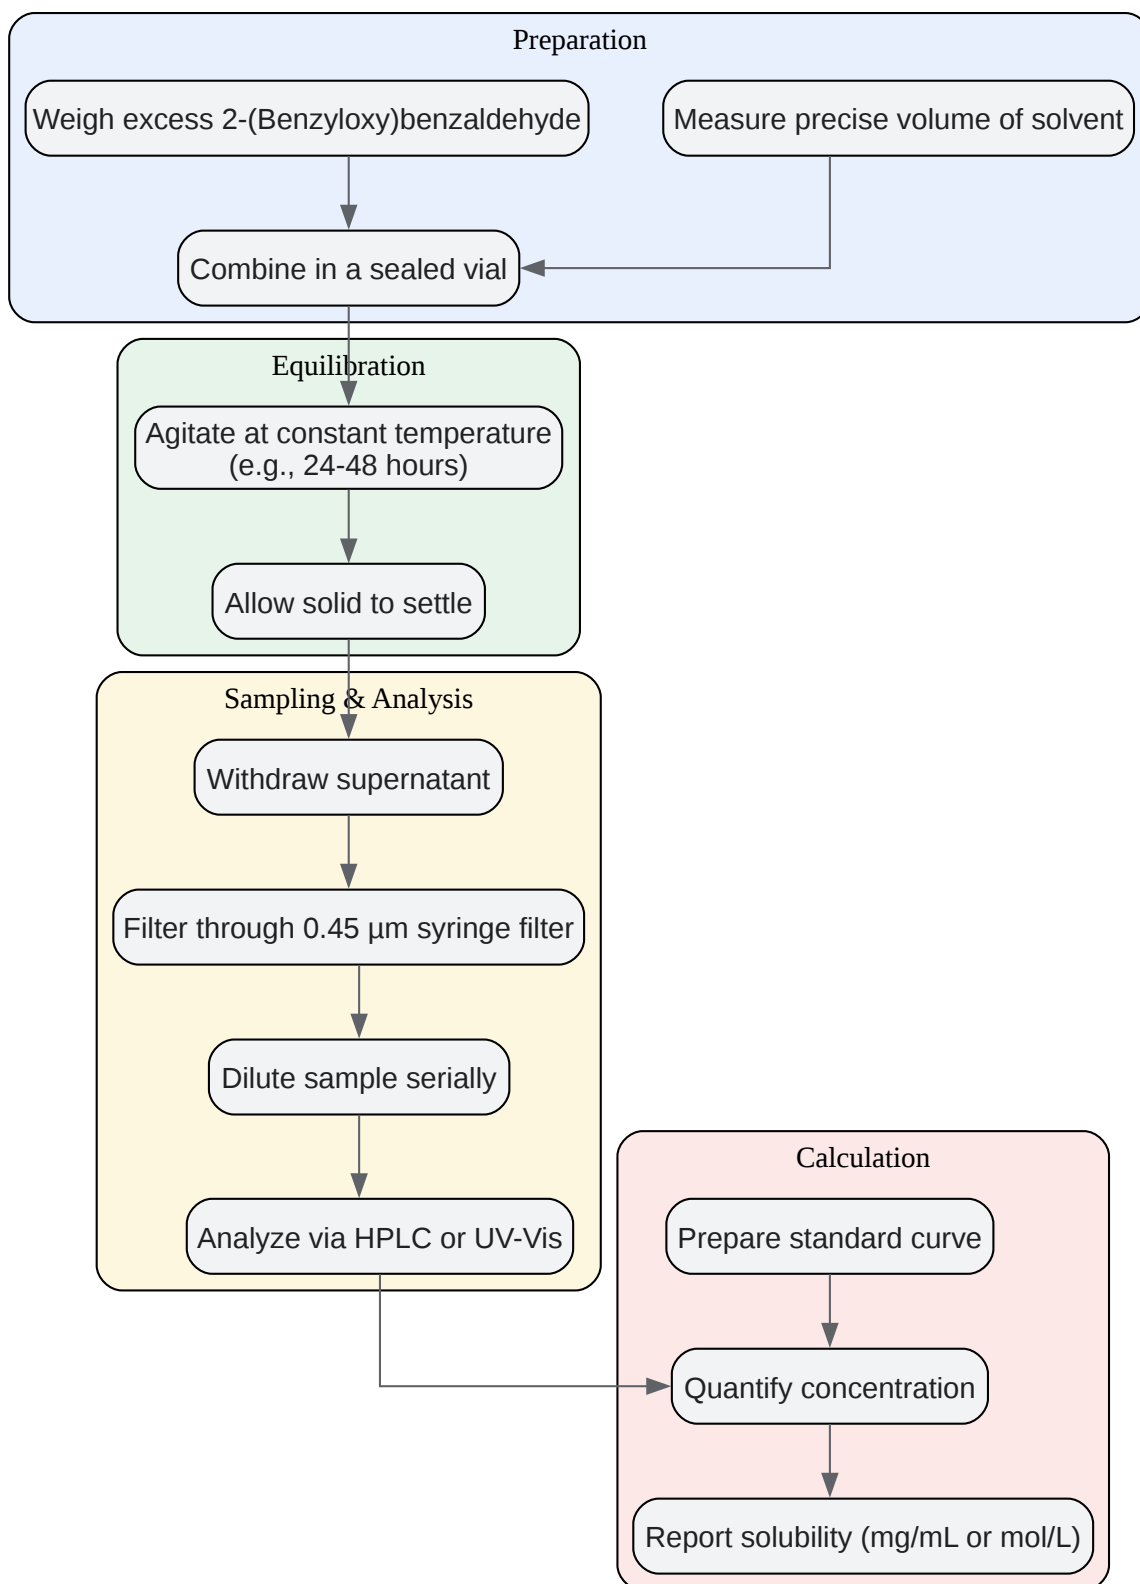 Preparation
Weigh excess 2-(Benzyloxy)benzaldehyde
Measure precise volume of solvent
Combine in a sealed vial
Equilibration
Agitate at constant temperature
(e.g., 24-48 hours)
Allow solid to settle
Sampling & Analysis
Withdraw supernatant
Filter through 0.45 µm syringe filter
Dilute sample serially
Analyze via HPLC or UV-Vis
Calculation
Prepare standard curve
Quantify concentration
Report solubility (mg/mL or mol/L)